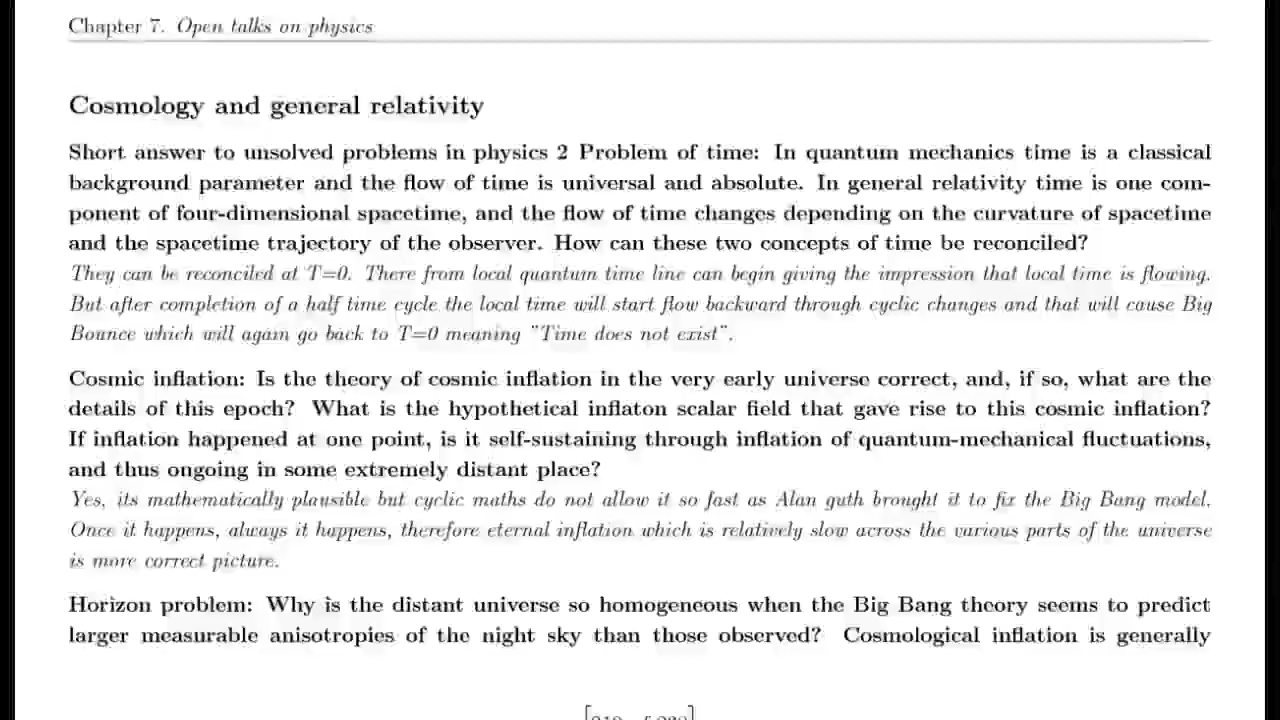 Chapter 7. Open talks on physics
Cosmology and general relativity
Short answer to unsolved problems in physics 2 Problem of time: In quantum mechanics time is a classical
background parameter and the flow of time is universal and absolute. In general relativity time is one com-
ponent of four-dimensional spacetime, and the flow of time changes depending on the curvature of spacetime
and the spacetime trajectory of the observer. How can these two concepts of time be reconciled?
They can be reconciled at T=0. There from local quantum time line can begin giving the impression that local time is flowing.
But after completion of a half time cycle the local time will start flow backward through cyclic changes and that will cause Big
Bounce which will again go back to T=0 meaning "Time does not exist".
Cosmic inflation: Is the theory of cosmic inflation in the very early universe correct, and, if so, what are the
details of this epoch? What is the hypothetical inflaton scalar field that gave rise to this cosmic inflation?
If inflation happened at one point, is it self-sustaining through inflation of quantum-mechanical fluctuations,
and thus ongoing in some extremely distant place?
Yes, its mathematically plausible but cyclic maths do not allow it so fast as Alan guth brought it to fix the Big Bang model.
Once it happens, always it happens, therefore eternal inflation which is relatively slow across the various parts of the universe
is more correct picture.
Horizon problem: Why is the distant universe so homogeneous when the Big Bang theory seems to predict
larger measurable anisotropies of the night sky than those observed? Cosmological inflation is generally